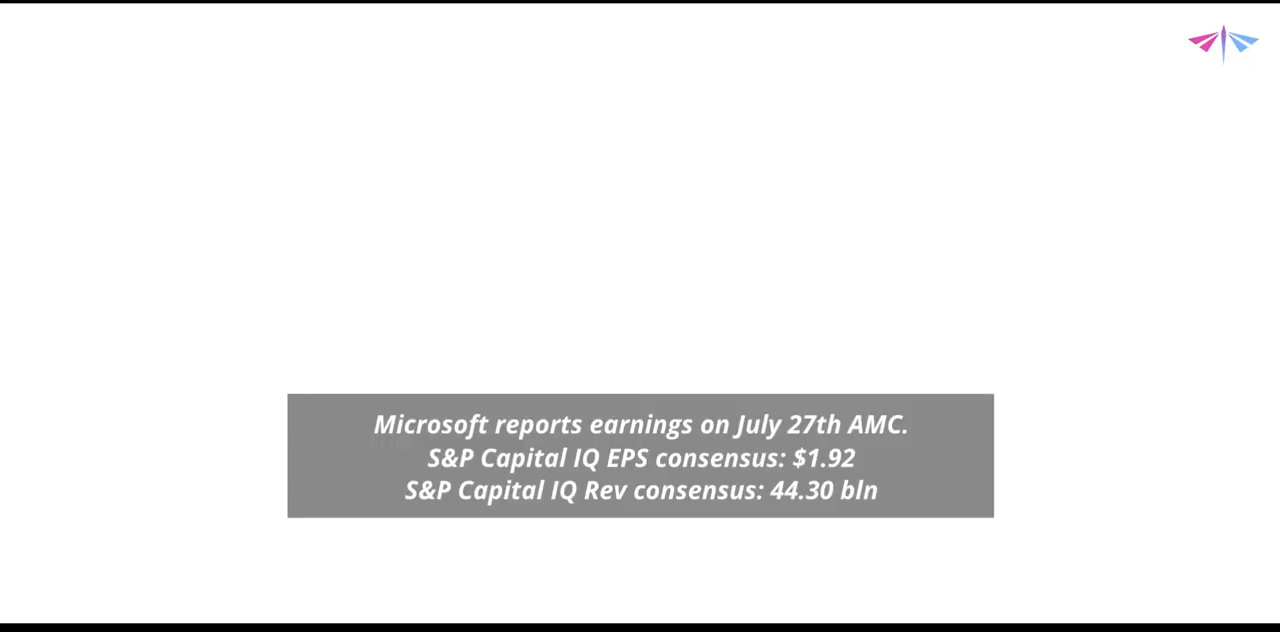 Microsoft reports earnings on July 27th AMC.
S&P Capital IQ EPS consensus: $1.92
S&P Capital IQ Rev consensus: 44.30 bln